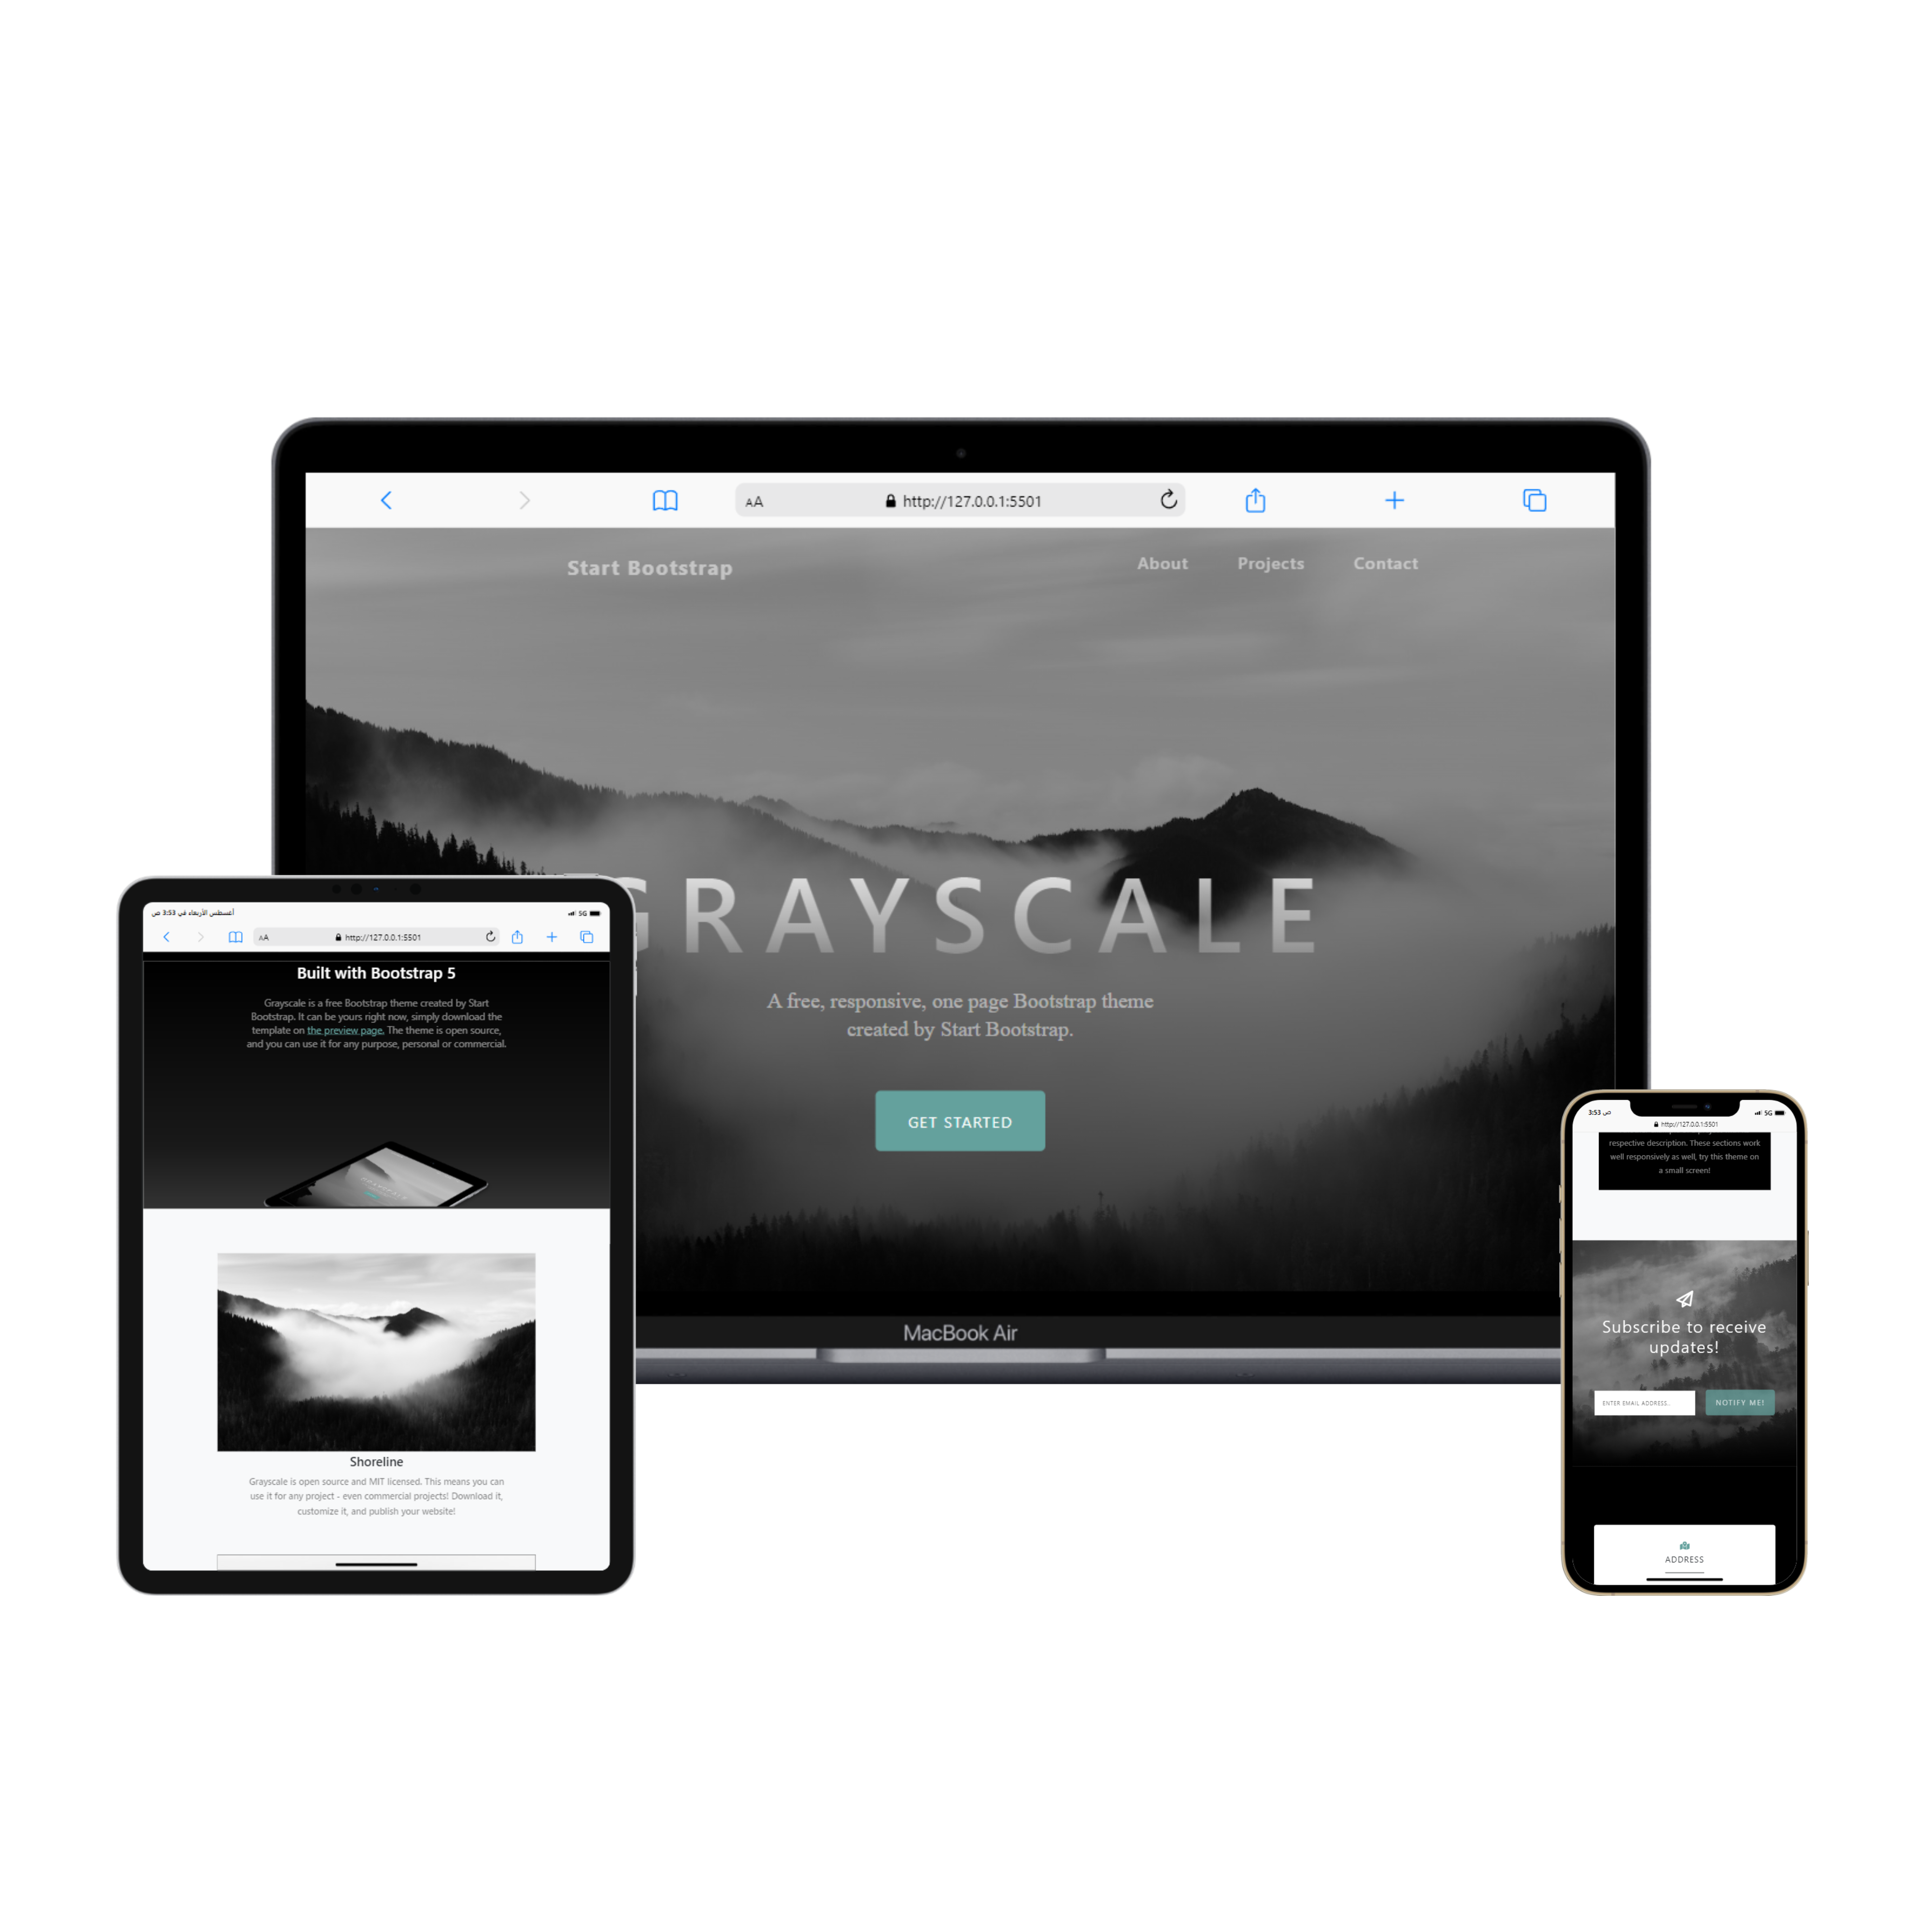 AA
http://127.0.0.1:5501
Start Bootstrap
About
Projects
Contact
GRAYSCALE
A free, responsive, one page Bootstrap theme
created by Start Bootstrap.
GET STARTED
MacBook Air
أغسطس الأربعاء في 3:53 ص
5G
AA
http://127.0.0.1:5501
Built with Bootstrap 5
Grayscale is a free Bootstrap theme created by Start
Bootstrap. It can be yours right now, simply download the
template on the preview page. The theme is open source,
and you can use it for any purpose, personal or commercial.
Shoreline
Grayscale is open source and MIT licensed. This means you can
use it for any project - even commercial projects! Download it,
customize it, and publish your website!
3:53 ص
5G
http://127.0.0.1:5501
respective description. These sections work
well responsively as well, try this theme on
a small screen!
Subscribe to receive
updates!
ENTER EMAIL ADDRESS..
NOTIFY ME!
ADDRESS